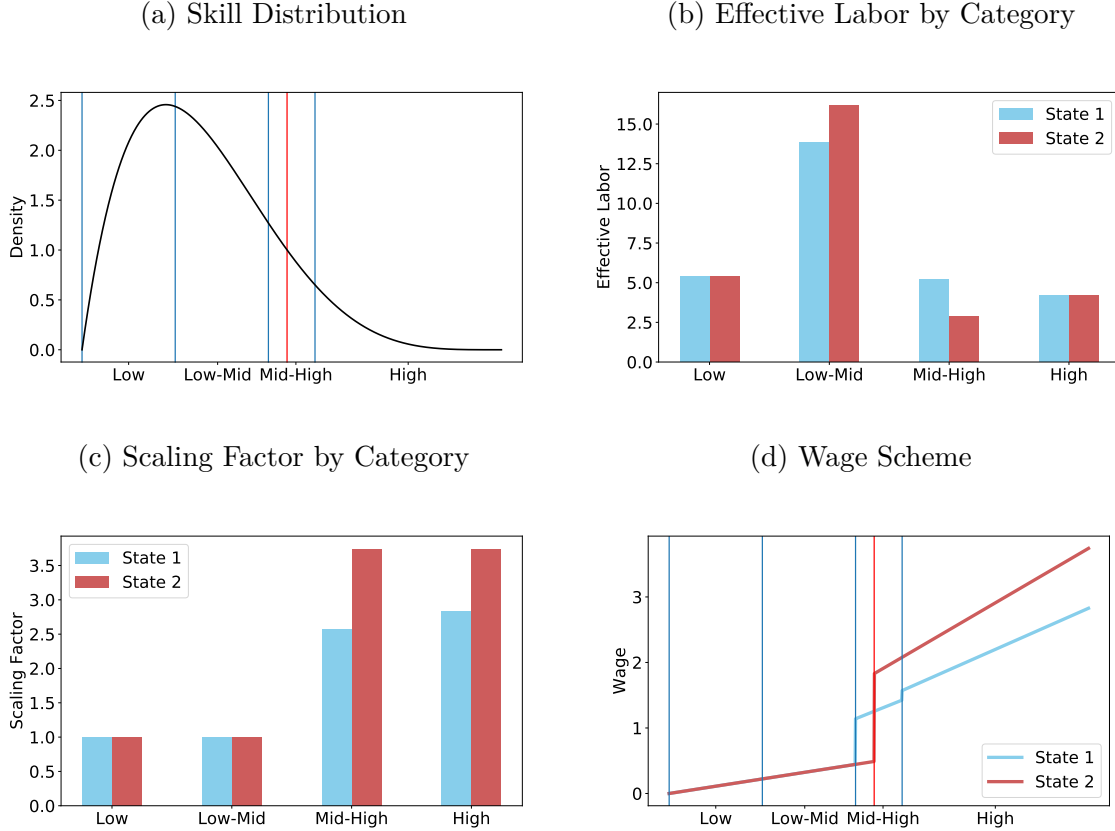 (a) Skill Distribution
2.5
2.0
1.5
1.0
0.5
0.0
Density
Low
Low-Mid
Mid-High
High
(b) Effective Labor by Category
15.0
12.5
10.0
7.5
5.0
2.5
0.0
Effective Labor
State 1
State 2
Low
Low-Mid
Mid-High
High
(c) Scaling Factor by Category
3.5
3.0
2.5
2.0
1.5
1.0
0.5
0.0
Scaling Factor
State 1
State 2
Low
Low-Mid
Mid-High
High
(d) Wage Scheme
3
2
1
0
Wage
State 1
State 2
Low
Low-Mid
Mid-High
High